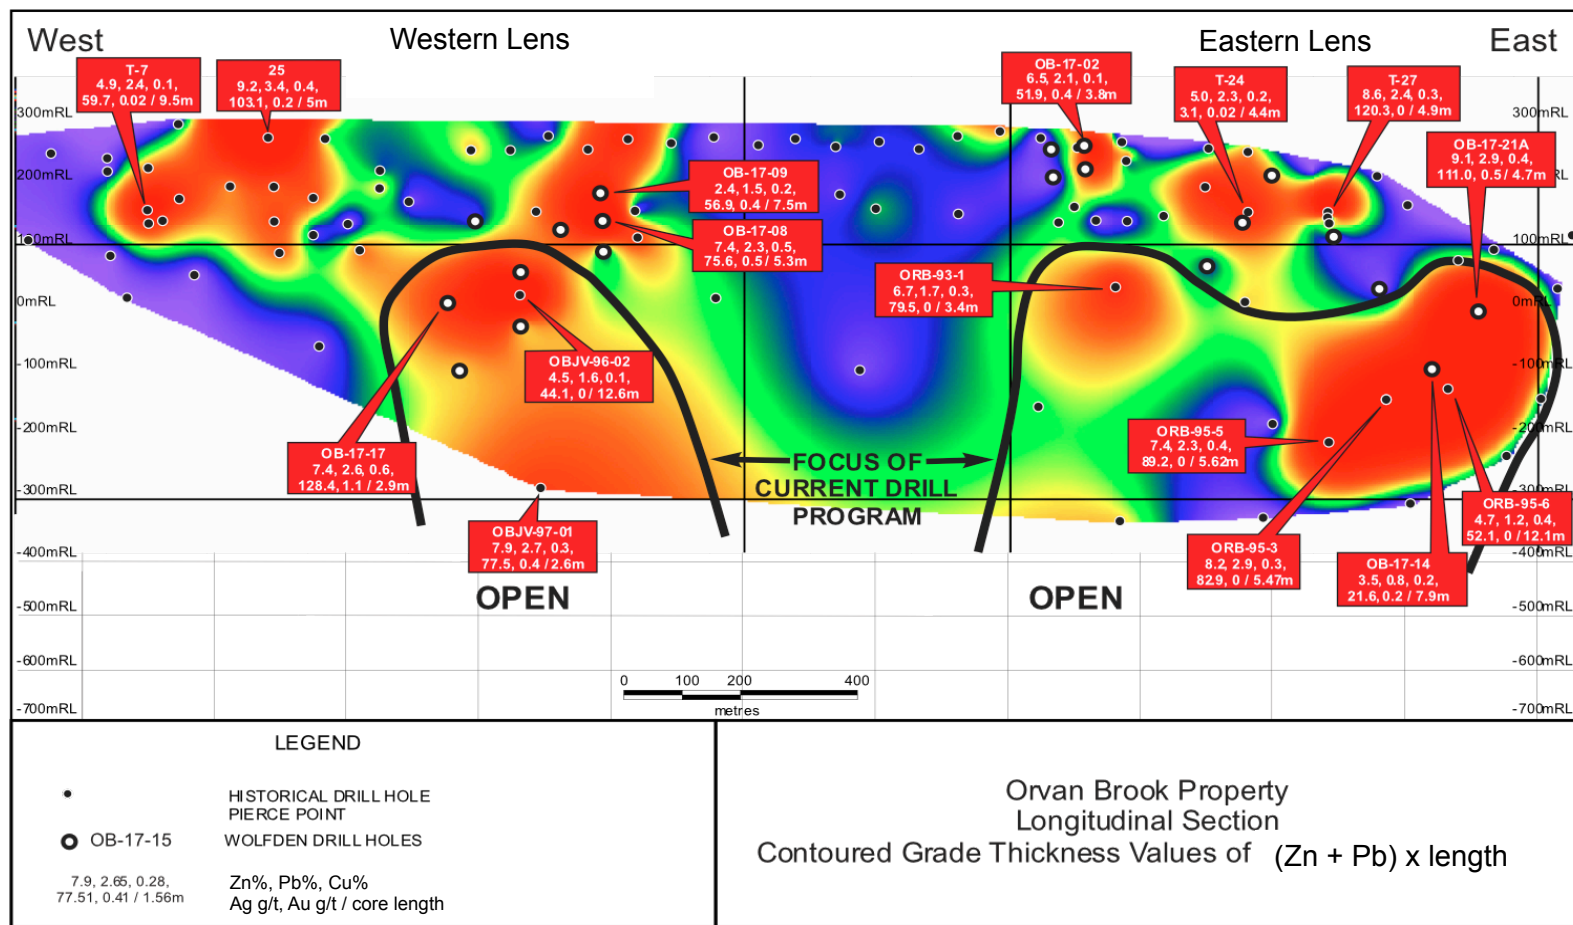 West
Western Lens
Eastern Lens
East
T-7
4.9, 2.4, 0.1,
59.7, 0.02 / 9.5m
25
9.2, 3.4, 0.4,
103.1, 0.2 / 5m
OB-17-02
6.5, 2.1, 0.1,
51.9, 0.4 / 3.8m
T-24
5.0, 2.3, 0.2,
3.1, 0.02 / 4.4m
T-27
8.6, 2.4, 0.3,
120.3, 0 / 4.9m
OB-17-21A
9.1, 2.9, 0.4,
111.0, 0.5 / 4.7m
300mRL
200mRL
100mRL
0mRL
-100mRL
-200mRL
-300mRL
-400mRL
-500mRL
-600mRL
-700mRL
300mRL
200mRL
100mRL
0mRL
-100mRL
-200mRL
-300mRL
-400mRL
-500mRL
-600mRL
-700mRL
OB-17-09
2.4, 1.5, 0.2,
56.9, 0.4 / 7.5m
OB-17-08
7.4, 2.3, 0.5,
75.6, 0.5 / 5.3m
ORB-93-1
6.7, 1.7, 0.3,
79.5, 0 / 3.4m
OBJV-96-02
4.5, 1.6, 0.1,
44.1, 0 / 12.6m
OB-17-17
7.4, 2.6, 0.6,
128.4, 1.1 / 2.9m
OBJV-97-01
7.9, 2.7, 0.3,
77.5, 0.4 / 2.6m
FOCUS OF
CURRENT DRILL
PROGRAM
ORB-95-5
7.4, 2.3, 0.4,
89.2, 0 / 5.62m
ORB-95-3
8.2, 2.9, 0.3,
82.9, 0 / 5.47m
OB-17-14
3.5, 0.8, 0.2,
21.6, 0.2 / 7.9m
ORB-95-6
4.7, 1.2, 0.4,
52.1, 0 / 12.1m
OPEN
OPEN
0 100 200 400
metres
LEGEND
HISTORICAL DRILL HOLE
PIERCE POINT
OB-17-15 WOLFDEN DRILL HOLES
7.9, 2.65, 0.28,
77.51, 0.41 / 1.56m
Zn%, Pb%, Cu%
Ag g/t, Au g/t / core length
Orvan Brook Property
Longitudinal Section
Contoured Grade Thickness Values of (Zn + Pb) x length